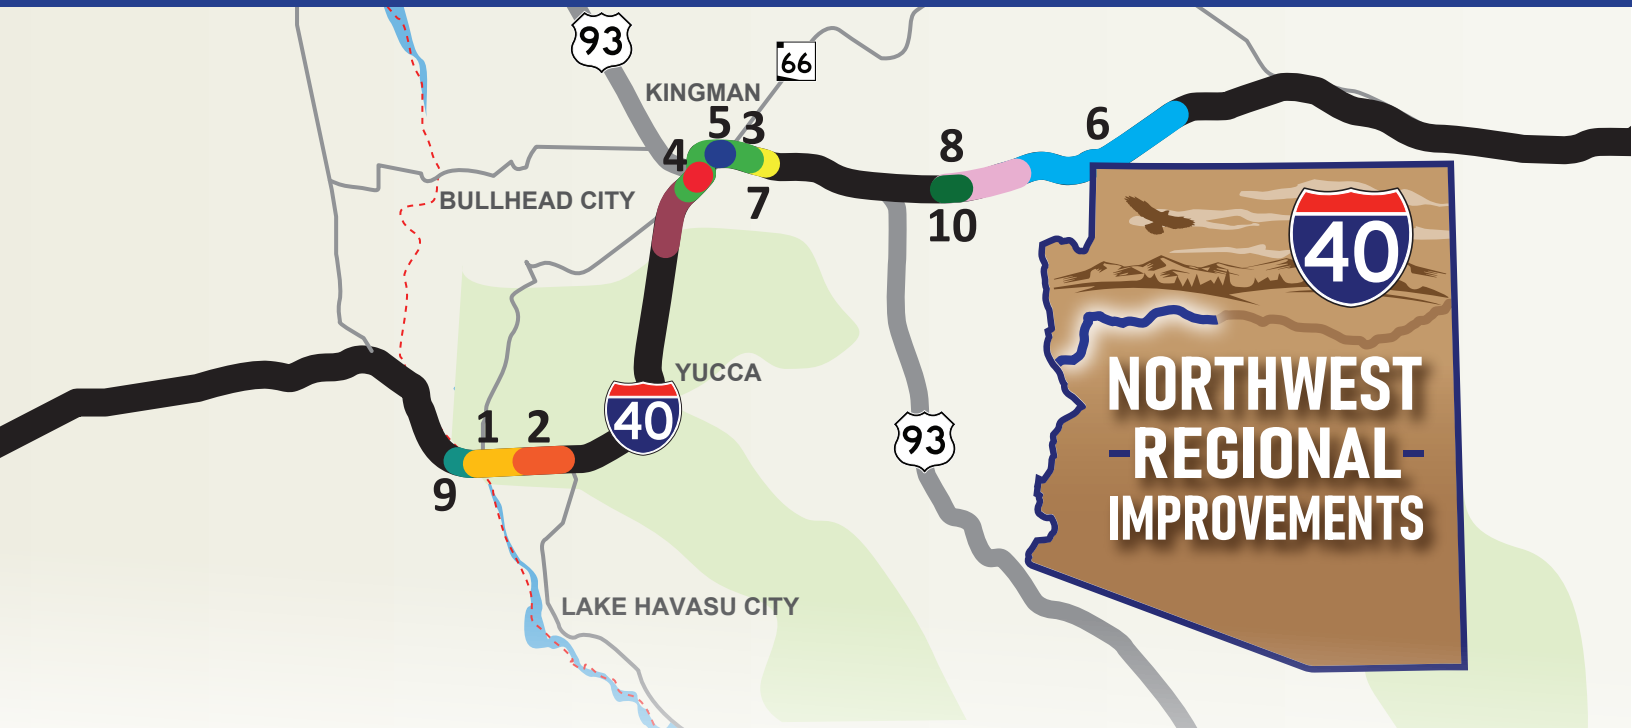 93
66
KINGMAN
5 3
4
6
8
BULLHEAD CITY
7
10
40
YUCCA
40
NORTHWEST
REGIONAL
IMPROVEMENTS
1 2
93
9
LAKE HAVASU CITY